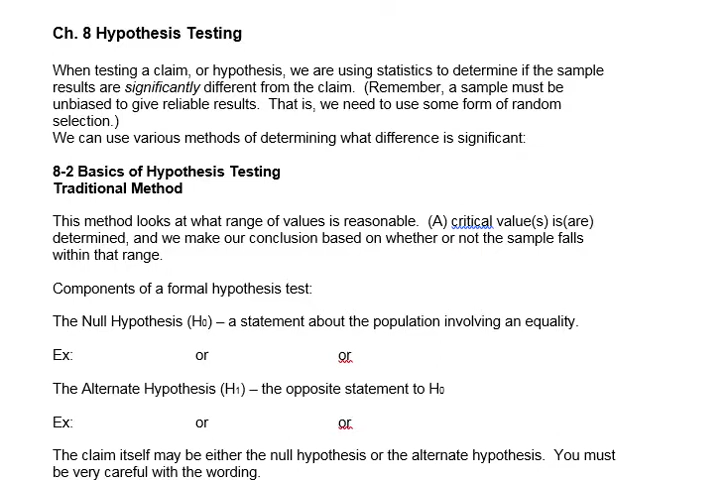 Ch. 8 Hypothesis Testing
When testing a claim, or hypothesis, we are using statistics to determine if the sample
results are significantly different from the claim.  (Remember, a sample must be
unbiased to give reliable results.  That is, we need to use some form of random
selection.)
We can use various methods of determining what difference is significant:
8-2 Basics of Hypothesis Testing
Traditional Method
This method looks at what range of values is reasonable.  (A) critical value(s) is(are)
determined, and we make our conclusion based on whether or not the sample falls
within that range.
Components of a formal hypothesis test:
The Null Hypothesis (H₀) – a statement about the population involving an equality.
Ex: or or
The Alternate Hypothesis (H₁) – the opposite statement to H₀
Ex: or or
The claim itself may be either the null hypothesis or the alternate hypothesis.  You must
be very careful with the wording.